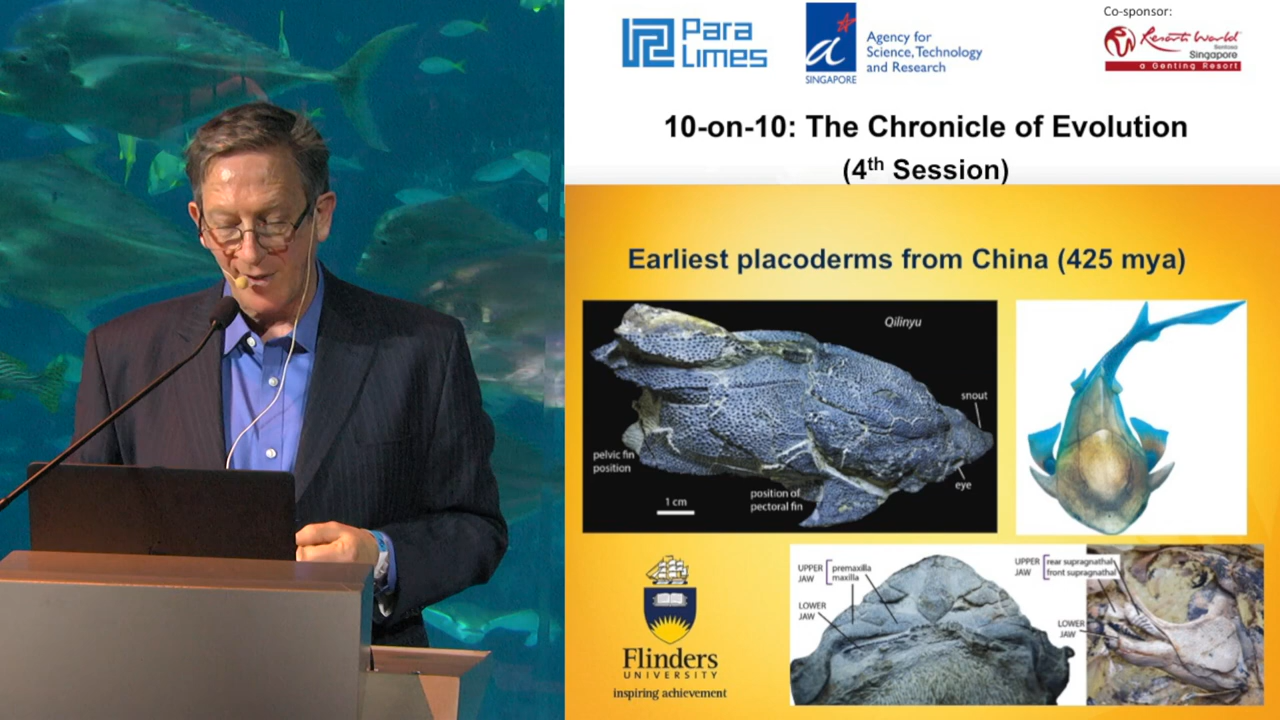 Para
Limes
SINGAPORE
Agency for
Science, Technology
and Research
Co-sponsor:
Resorts World
Sentosa
Singapore
a Genting Resort
10-on-10: The Chronicle of Evolution
(4th Session)
Earliest placoderms from China (425 mya)
Qilinyu
snout
pelvic fin
position
eye
1 cm
position of
pectoral fin
UPPER
JAW
premaxilla
maxilla
LOWER
JAW
UPPER
JAW
rear supragnathal
front supragnathal
LOWER
JAW
Flinders
UNIVERSITY
inspiring achievement